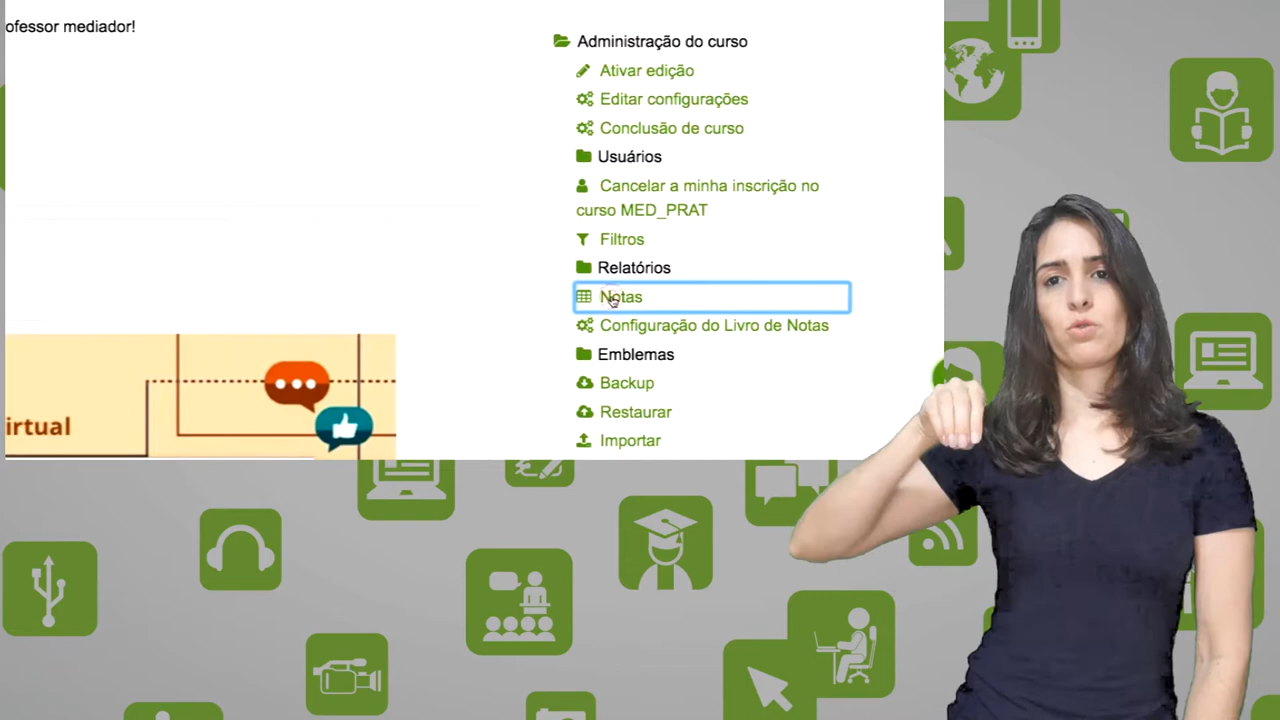 ofessor mediador!
Administração do curso
Ativar edição
Editar configurações
Conclusão de curso
Usuários
Cancelar a minha inscrição no
curso MED_PRAT
Filtros
Relatórios
Notas
Configuração do Livro de Notas
Emblemas
Backup
Restaurar
Importar
irtual